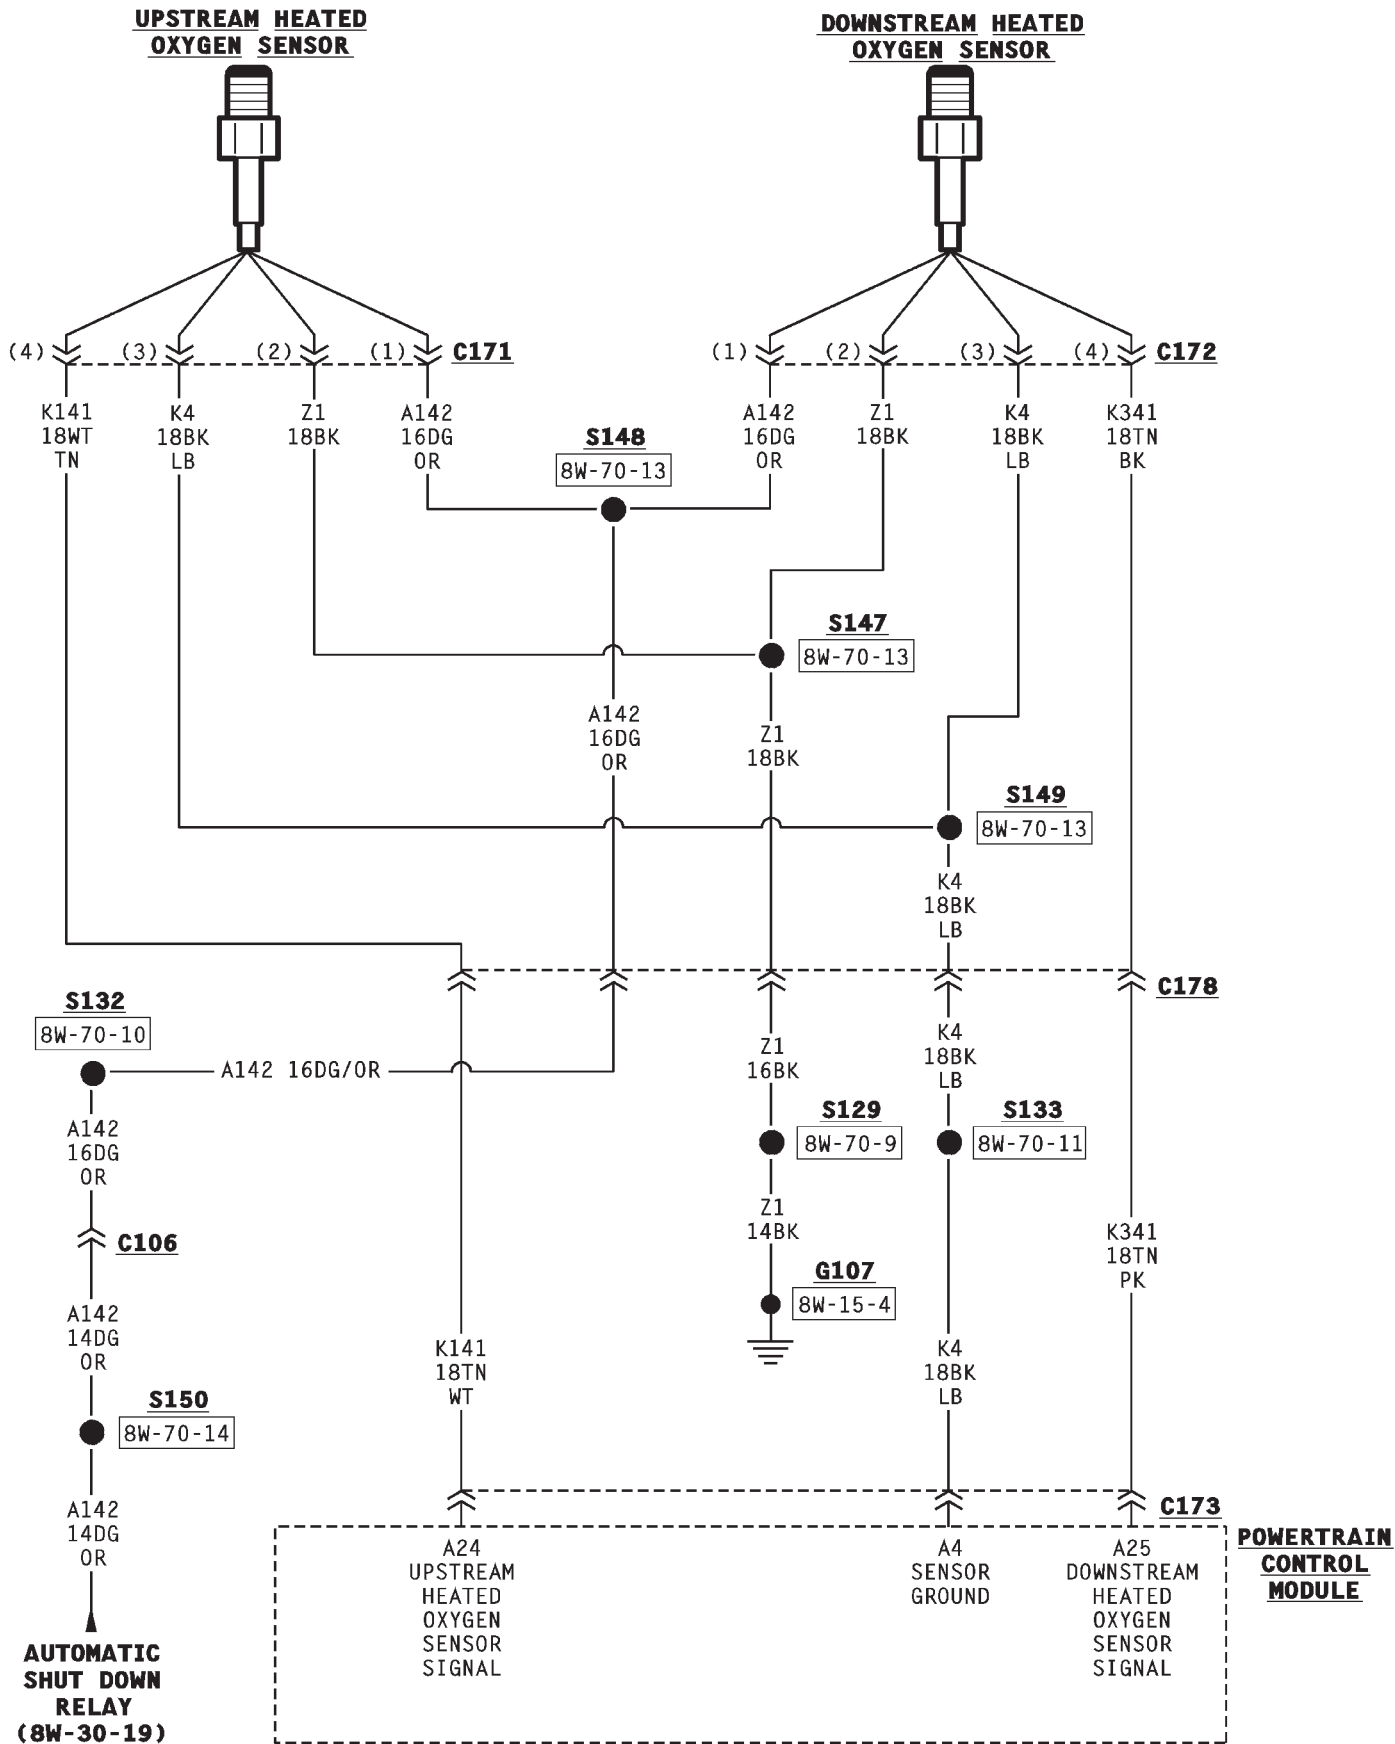 UPSTREAM HEATED
OXYGEN SENSOR
DOWNSTREAM HEATED
OXYGEN SENSOR
(4)
(3)
(2)
(1)
C171
(1)
(2)
(3)
(4)
C172
K141
18WT
TN
K4
18BK
LB
Z1
18BK
A142
16DG
OR
S148
8W-70-13
A142
16DG
OR
Z1
18BK
K4
18BK
LB
K341
18TN
BK
S147
8W-70-13
A142
16DG
OR
Z1
18BK
S149
8W-70-13
K4
18BK
LB
C178
S132
8W-70-10
A142 16DG/OR
Z1
16BK
K4
18BK
LB
A142
16DG
OR
S129
8W-70-9
S133
8W-70-11
C106
Z1
14BK
K341
18TN
PK
G107
8W-15-4
A142
14DG
OR
K141
18TN
WT
K4
18BK
LB
S150
8W-70-14
A142
14DG
OR
C173
POWERTRAIN
CONTROL
MODULE
A24
UPSTREAM
HEATED
OXYGEN
SENSOR
SIGNAL
A4
SENSOR
GROUND
A25
DOWNSTREAM
HEATED
OXYGEN
SENSOR
SIGNAL
AUTOMATIC
SHUT DOWN
RELAY
(8W-30-19)